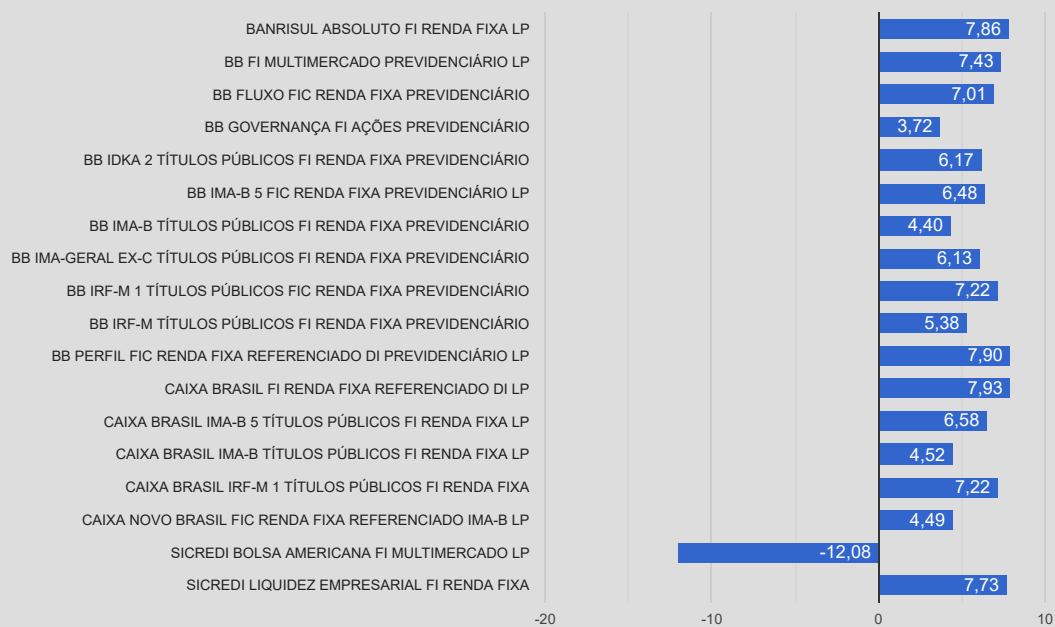 BANRISUL ABSOLUTO FI RENDA FIXA LP 7,86
BB FI MULTIMERCADO PREVIDENCIÁRIO LP 7,43
BB FLUXO FIC RENDA FIXA PREVIDENCIÁRIO 7,01
BB GOVERNANÇA FI AÇÕES PREVIDENCIÁRIO 3,72
BB IDKA 2 TÍTULOS PÚBLICOS FI RENDA FIXA PREVIDENCIÁRIO 6,17
BB IMA-B 5 FIC RENDA FIXA PREVIDENCIÁRIO LP 6,48
BB IMA-B TÍTULOS PÚBLICOS FI RENDA FIXA PREVIDENCIÁRIO 4,40
BB IMA-GERAL EX-C TÍTULOS PÚBLICOS FI RENDA FIXA PREVIDENCIÁRIO 6,13
BB IRF-M 1 TÍTULOS PÚBLICOS FIC RENDA FIXA PREVIDENCIÁRIO 7,22
BB IRF-M TÍTULOS PÚBLICOS FI RENDA FIXA PREVIDENCIÁRIO 5,38
BB PERFIL FIC RENDA FIXA REFERENCIADO DI PREVIDENCIÁRIO LP 7,90
CAIXA BRASIL FI RENDA FIXA REFERENCIADO DI LP 7,93
CAIXA BRASIL IMA-B 5 TÍTULOS PÚBLICOS FI RENDA FIXA LP 6,58
CAIXA BRASIL IMA-B TÍTULOS PÚBLICOS FI RENDA FIXA LP 4,52
CAIXA BRASIL IRF-M 1 TÍTULOS PÚBLICOS FI RENDA FIXA 7,22
CAIXA NOVO BRASIL FIC RENDA FIXA REFERENCIADO IMA-B LP 4,49
SICREDI BOLSA AMERICANA FI MULTIMERCADO LP -12,08
SICREDI LIQUIDEZ EMPRESARIAL FI RENDA FIXA 7,73
-20 -10 0 10